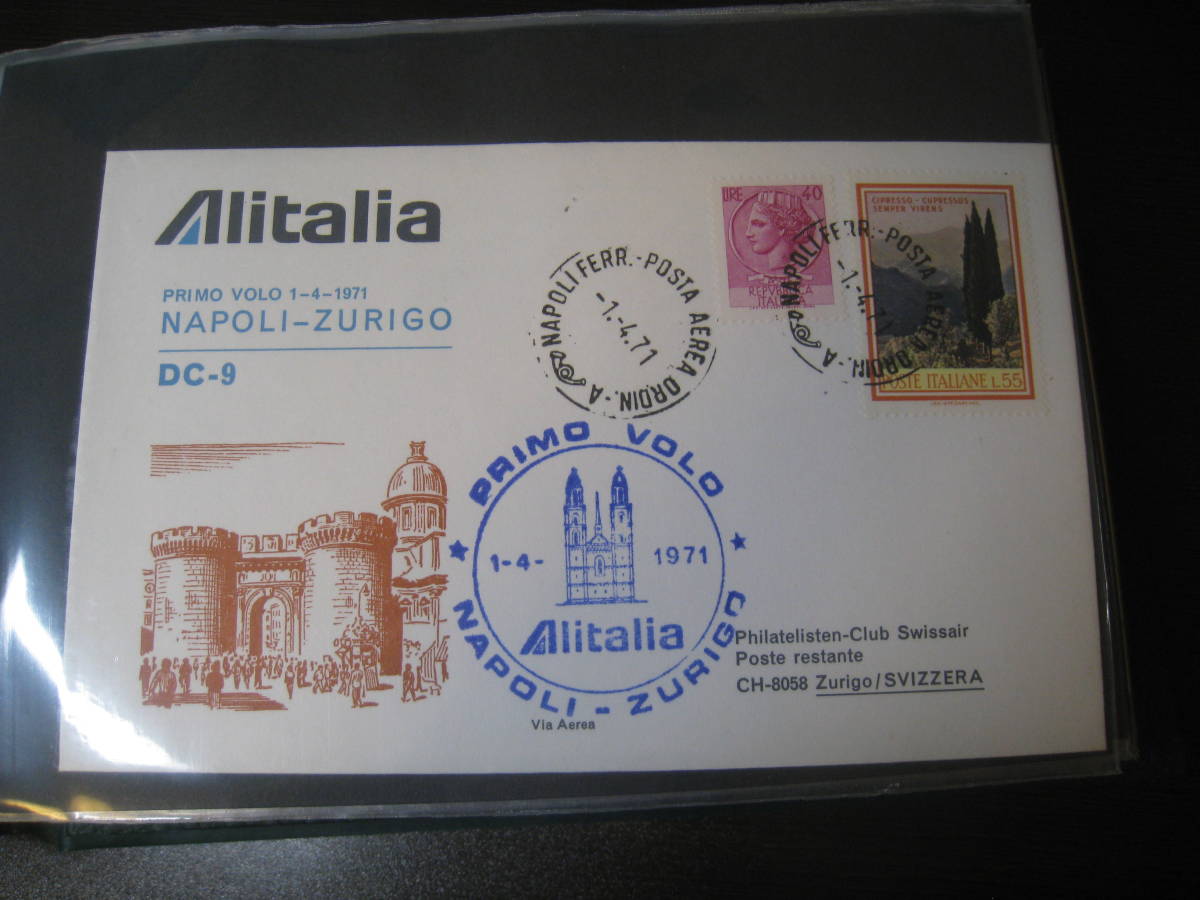 Alitalia
PRIMO VOLO 1-4-1971
NAPOLI-ZURIGO
DC-9
LIRE 40
REPVBBLICA
ITALIANA
CIPRESSO - CUPRESSUS
SEMPER VIRENS
POSTE ITALIANE L.55
NAPOLI FERR.-POSTA AEREA ORDIN.-A
-1.-4.71
NAPOLI FERR.-POSTA AEREA ORDIN.-A
-1.-4.71
PRIMO VOLO
1-4- 1971
Alitalia
NAPOLI - ZURIGO
Via Aerea
Philatelisten-Club Swissair
Poste restante
CH-8058 Zurigo/SVIZZERA